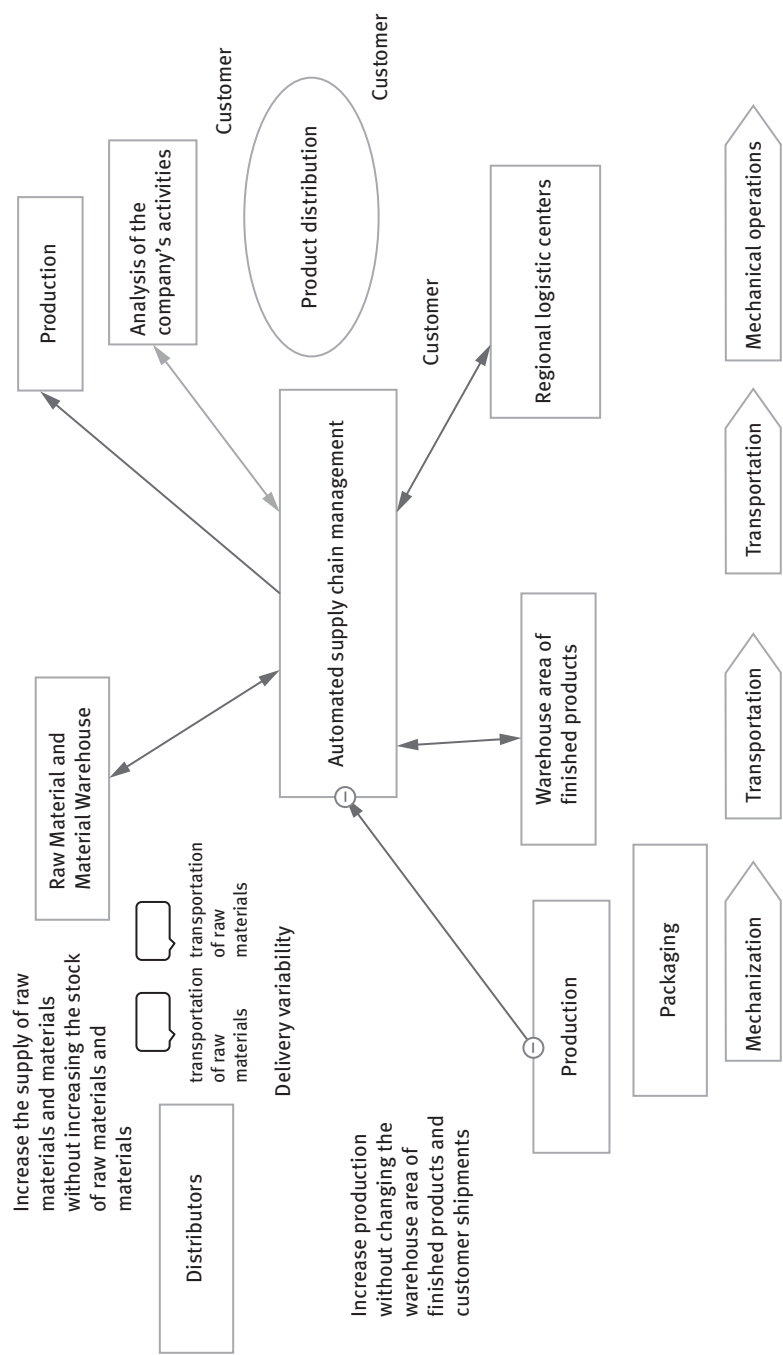 Increase the supply of raw
materials and materials
without increasing the stock
of raw materials and
materials
Raw Material and
Material Warehouse
Production
Analysis of the
company's activities
Distributors
transportation
of raw
materials
transportation
of raw
materials
Delivery variability
Customer
Product distribution
Customer
Automated supply chain management
Increase production
without changing the
warehouse area of
finished products and
customer shipments
Customer
Production
Warehouse area of
finished products
Regional logistic centers
Packaging
Mechanization
Transportation
Transportation
Mechanical operations